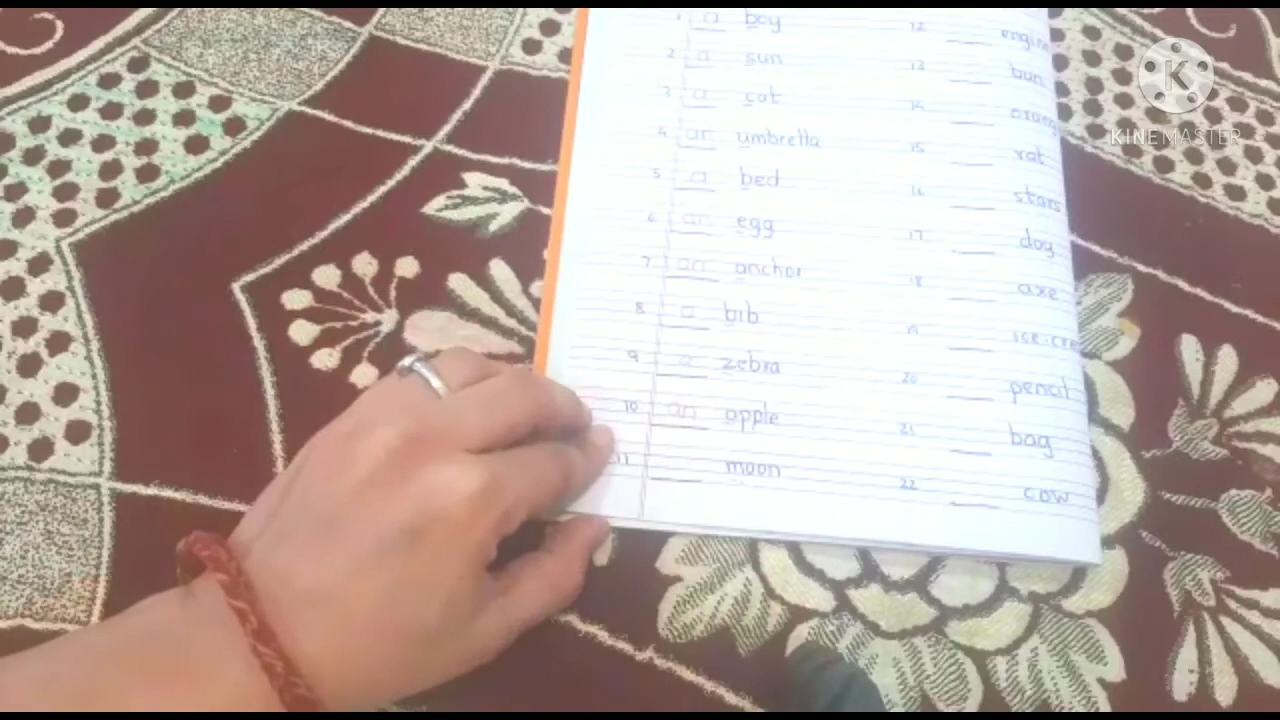 1 a boy
2 a sun
3 a cat
4 an umbrella
5 a bed
6 an egg
7 an anchor
8 a bib
9 a zebra
10 an apple
11 ___ moon
12 ___ engine
13 ___ bun
14 ___ orang
15 ___ rat
16 ___ stars
17 ___ dog
18 ___ axe
19 ___ ice-cre
20 ___ pencil
21 ___ bag
22 ___ cow
K
KINEMASTER